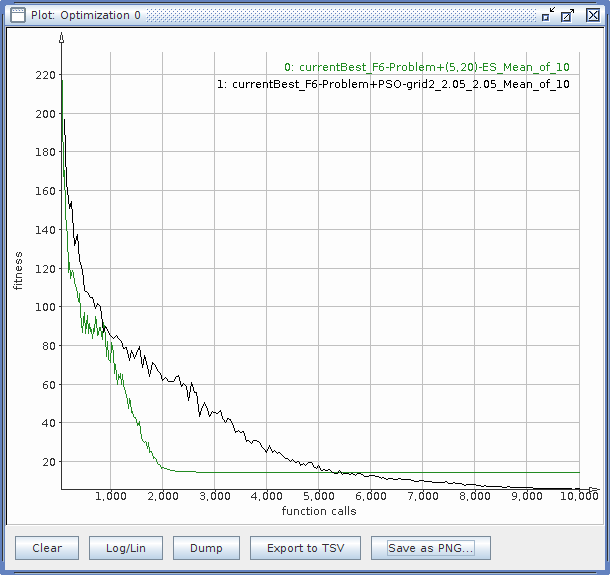 Plot: Optimization 0
0: currentBest_F6-Problem+(5,20)-ES_Mean_of_10
1: currentBest_F6-Problem+PSO-grid2_2.05_2.05_Mean_of_10
220
200
180
160
140
120
100
80
60
40
20
fitness
1,000 2,000 3,000 4,000 5,000 6,000 7,000 8,000 9,000 10,000
function calls
Clear Log/Lin Dump Export to TSV Save as PNG...